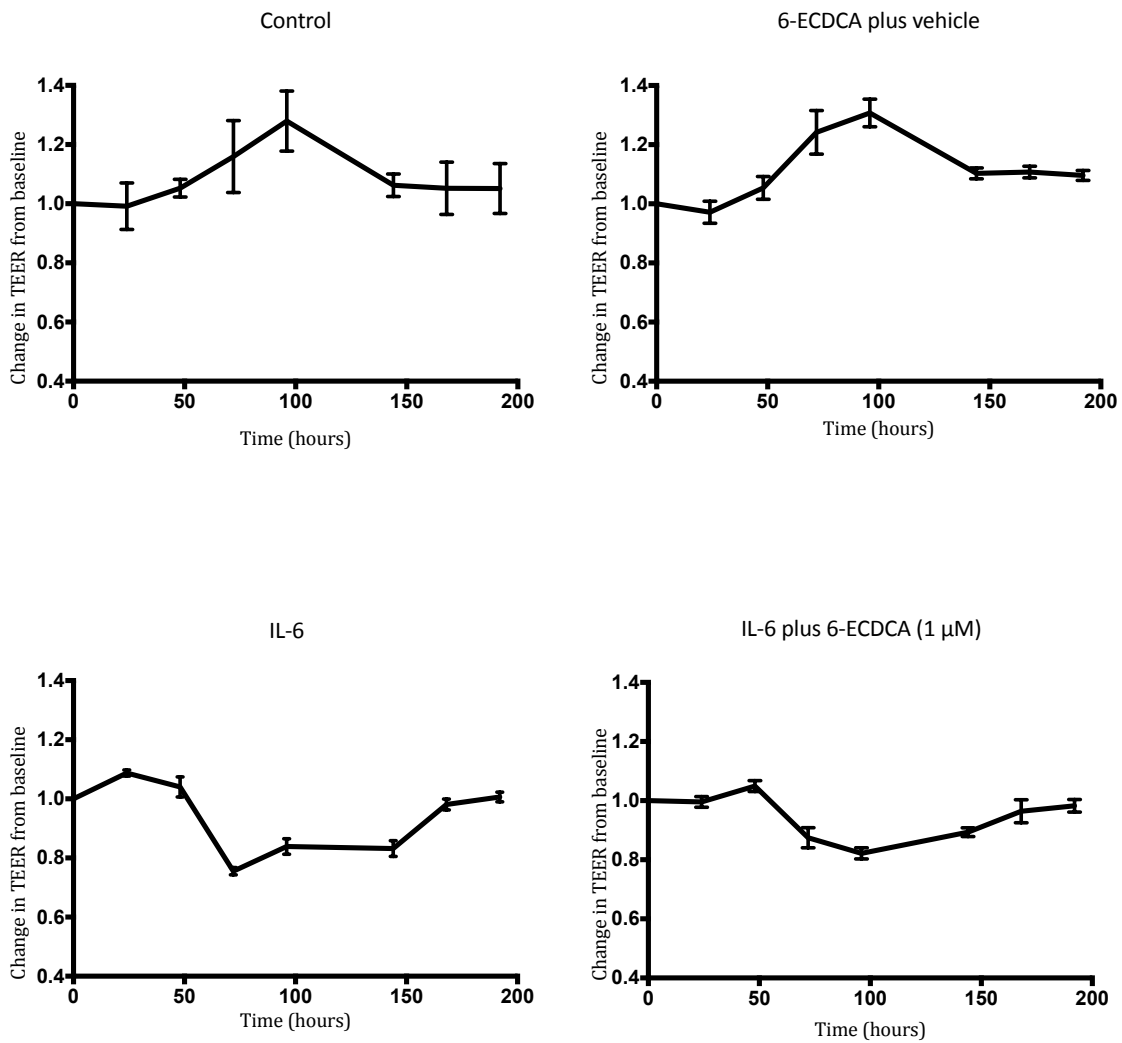 Control
Change in TEER from baseline
1.4
1.2
1.0
0.8
0.6
0.4
0 50 100 150 200
Time (hours)
6-ECDCA plus vehicle
Change in TEER from baseline
1.4
1.2
1.0
0.8
0.6
0.4
0 50 100 150 200
Time (hours)
IL-6
Change in TEER from baseline
1.4
1.2
1.0
0.8
0.6
0.4
0 50 100 150 200
Time (hours)
IL-6 plus 6-ECDCA (1 μM)
Change in TEER from baseline
1.4
1.2
1.0
0.8
0.6
0.4
0 50 100 150 200
Time (hours)